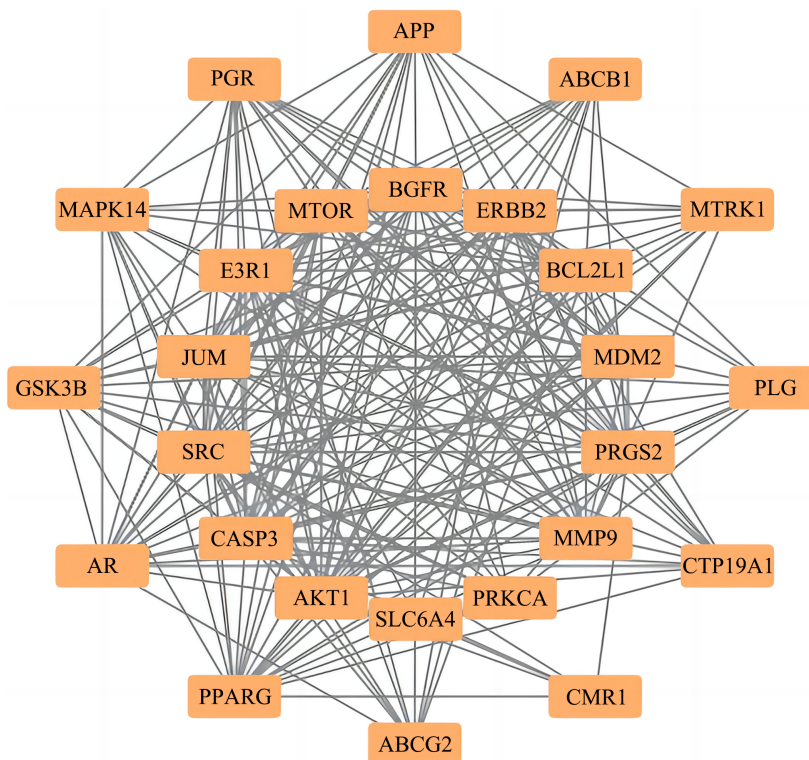 APP
PGR
ABCB1
BGFR
MAPK14
MTOR
ERBB2
MTRK1
E3R1
BCL2L1
JUM
MDM2
GSK3B
PLG
SRC
PRGS2
CASP3
MMP9
AR
CTP19A1
AKT1
PRKCA
SLC6A4
PPARG
CMR1
ABCG2